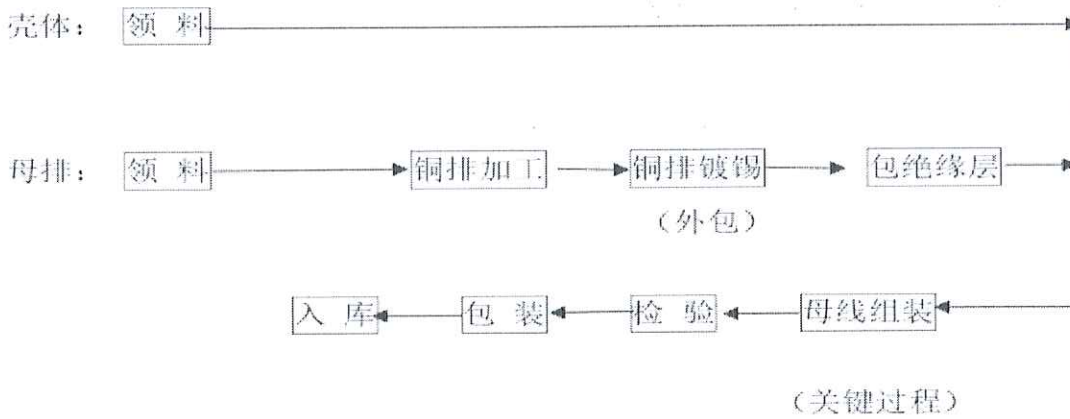 壳体： 领 料
母排： 领 料 铜排加工 铜排镀锡 包绝缘层
（外包）
入 库 包 装 检 验 母线组装
（关键过程）